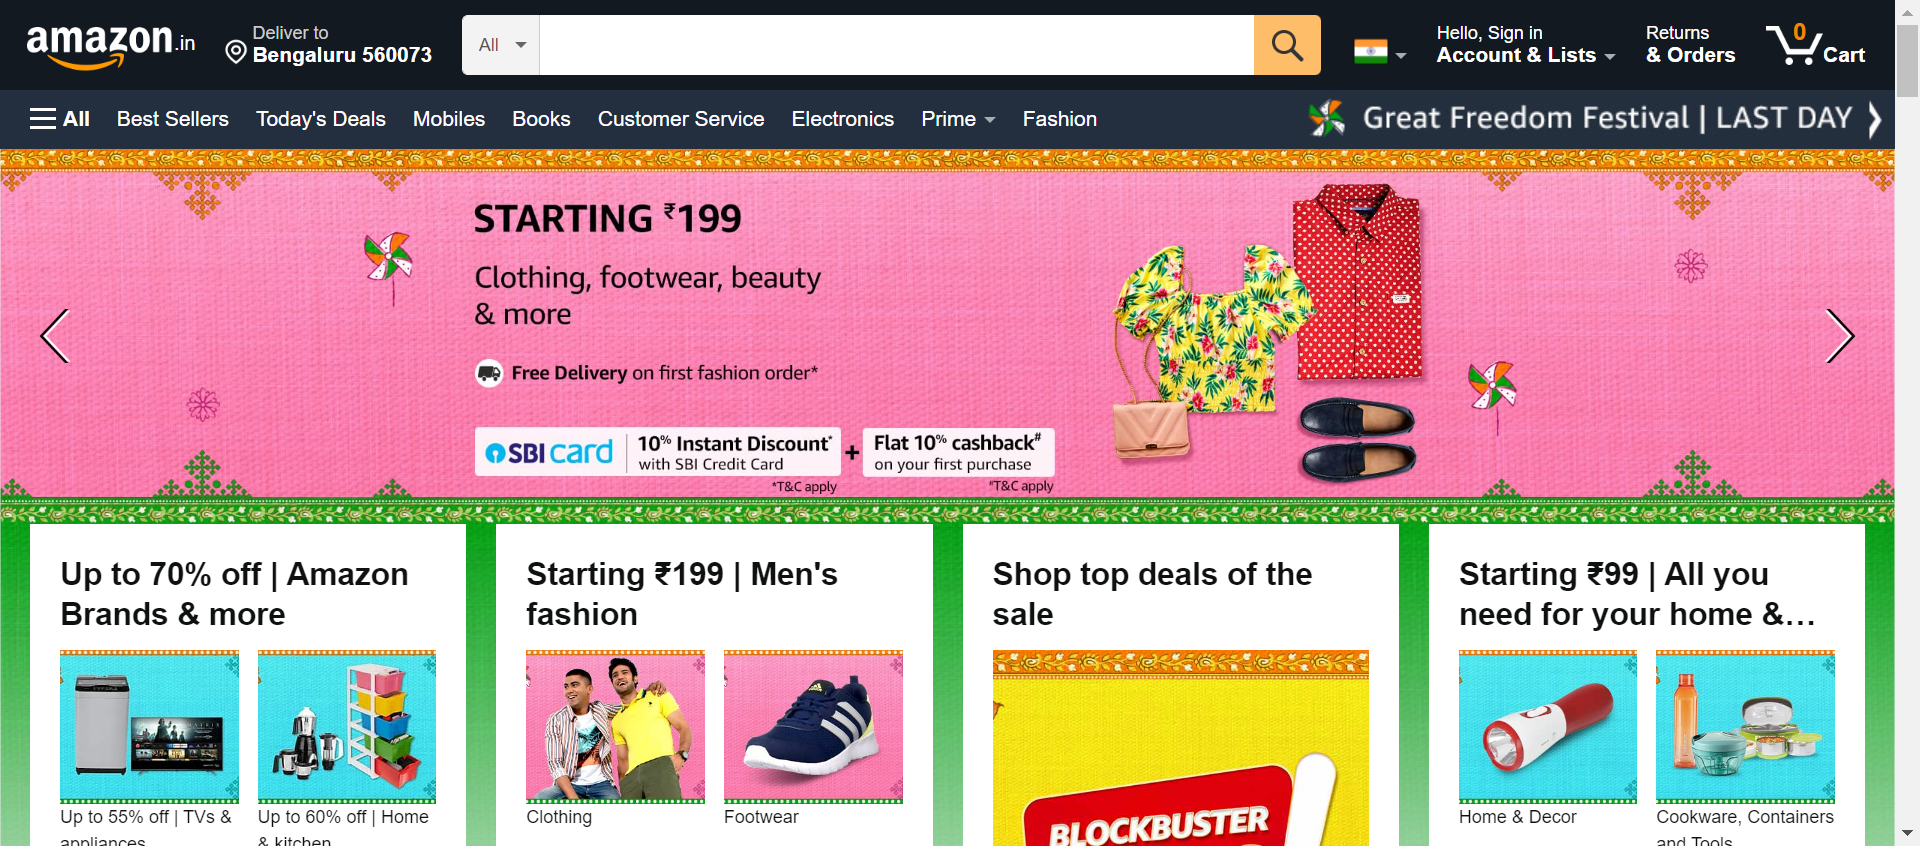 amazon.in
Deliver to
Bengaluru 560073
All
Hello, Sign in
Account & Lists
Returns
& Orders
0
Cart
All
Best Sellers
Today's Deals
Mobiles
Books
Customer Service
Electronics
Prime
Fashion
Great Freedom Festival | LAST DAY
STARTING ₹199
Clothing, footwear, beauty
& more
Free Delivery on first fashion order*
SBI card
10% Instant Discount*
with SBI Credit Card
*T&C apply
+
Flat 10% cashback#
on your first purchase
*T&C apply
Up to 70% off | Amazon
Brands & more
Up to 55% off | TVs &
appliances
Up to 60% off | Home
& kitchen
Starting ₹199 | Men's
fashion
Clothing
Footwear
Shop top deals of the
sale
BLOCKBUSTER
Starting ₹99 | All you
need for your home &...
Home & Decor
Cookware, Containers
and Tools